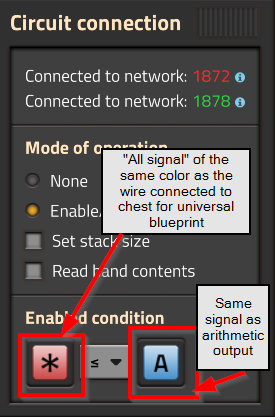 Circuit connection
Connected to network: 1872
Connected to network: 1878
Mode of operation
None
Enable/
Set stack size
Read hand contents
"All signal" of the
same color as the
wire connected to
chest for universal
blueprint
Same
signal as
arithmetic
output
Enabled condition
* ≤ A